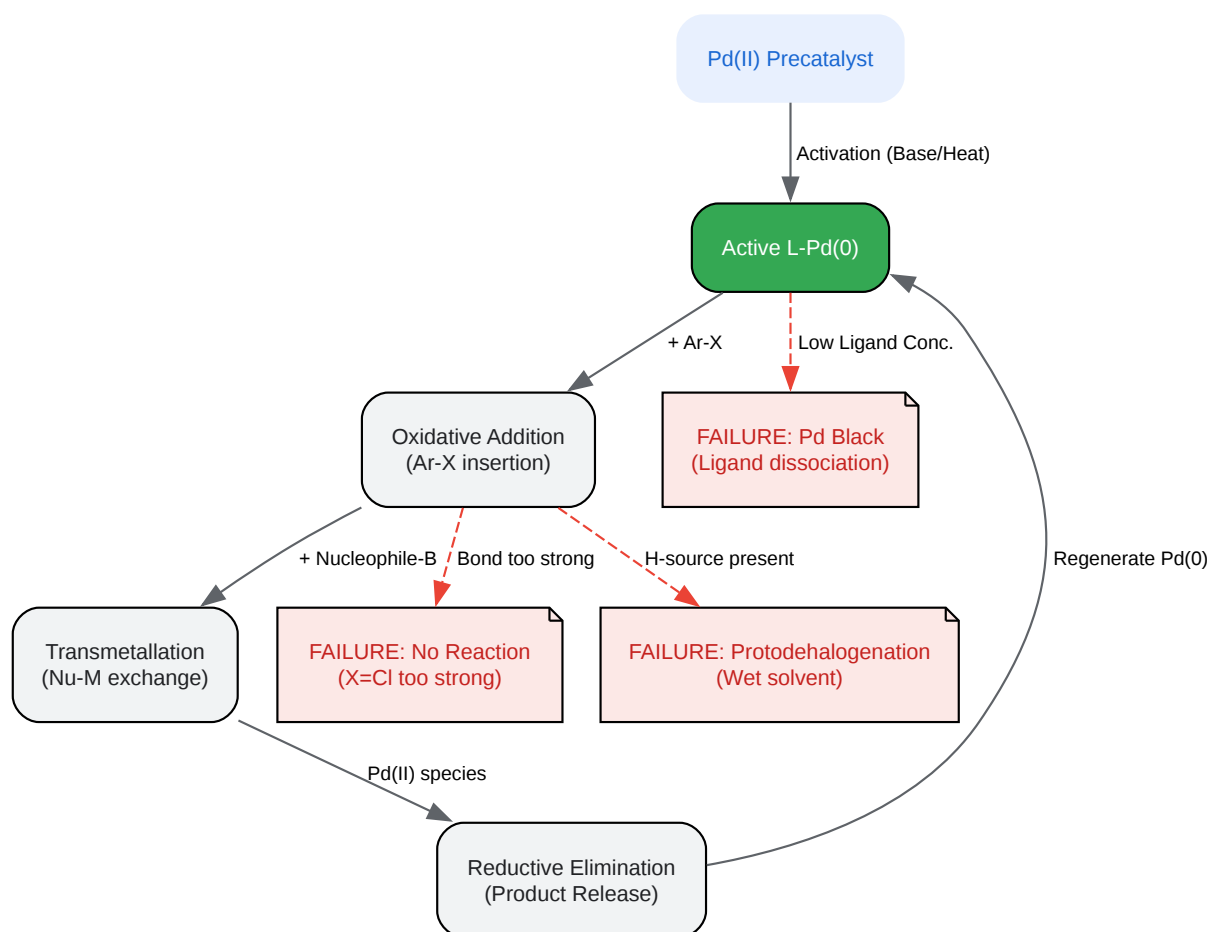 Pd(II) Precatalyst
Activation (Base/Heat)
Active L-Pd(0)
+ Ar-X
Low Ligand Conc.
Oxidative Addition
(Ar-X insertion)
FAILURE: Pd Black
(Ligand dissociation)
+ Nucleophile-B
Bond too strong
H-source present
Regenerate Pd(0)
Transmetallation
(Nu-M exchange)
FAILURE: No Reaction
(X=Cl too strong)
FAILURE: Protodehalogenation
(Wet solvent)
Pd(II) species
Reductive Elimination
(Product Release)